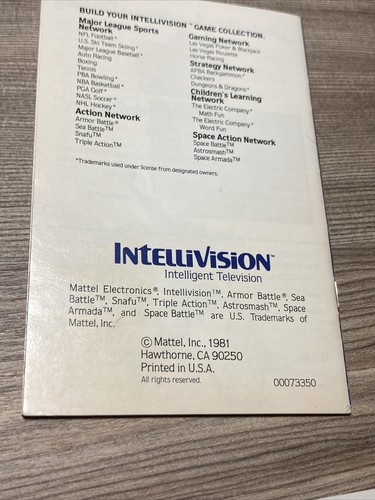 BUILD YOUR INTELLIVISION™ GAME COLLECTION.
Major League Sports
Network
NFL Football*
U.S. Ski Team Skiing*
Major League Baseball*
Auto Racing
Boxing
Tennis
PBA Bowling*
NBA Basketball*
PGA Golf*
NASL Soccer*
NHL Hockey*
Action Network
Armor Battle®
Sea Battle™
Snafu™
Triple Action™
Gaming Network
Las Vegas Poker & Blackjack
Las Vegas Roulette
Horse Racing
Strategy Network
APBA Backgammon*
Checkers
Dungeons & Dragons*
Children's Learning
Network
The Electric Company*
Math Fun
The Electric Company*
Word Fun
Space Action Network
Space Battle™
Astrosmash™
Space Armada™
*Trademarks used under license from designated owners.
INTELLIVISION™
Intelligent Television
Mattel Electronics®, Intellivision™, Armor Battle®, Sea
Battle™, Snafu™, Triple Action™, Astrosmash™, Space
Armada™, and Space Battle™ are U.S. Trademarks of
Mattel, Inc.
© Mattel, Inc., 1981
Hawthorne, CA 90250
Printed in U.S.A.
All rights reserved.
00073350